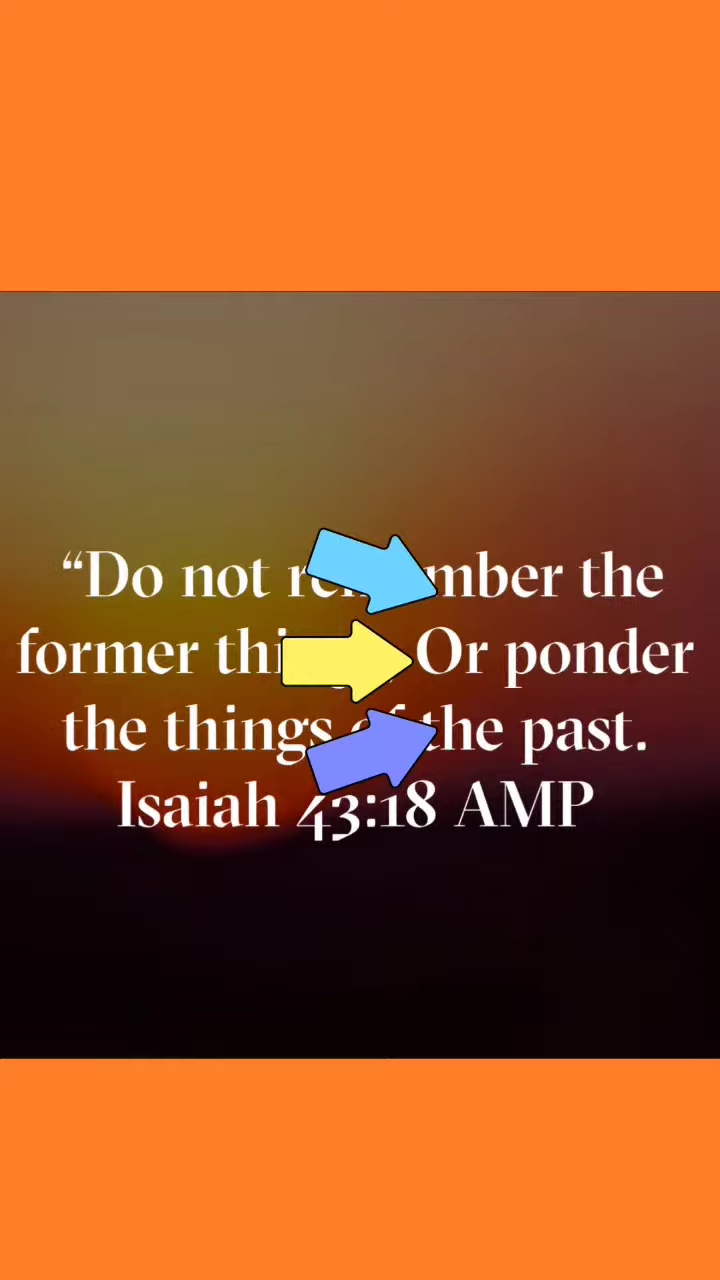 “Do not remember the
former things, Or ponder
the things of the past.
Isaiah 43:18 AMP